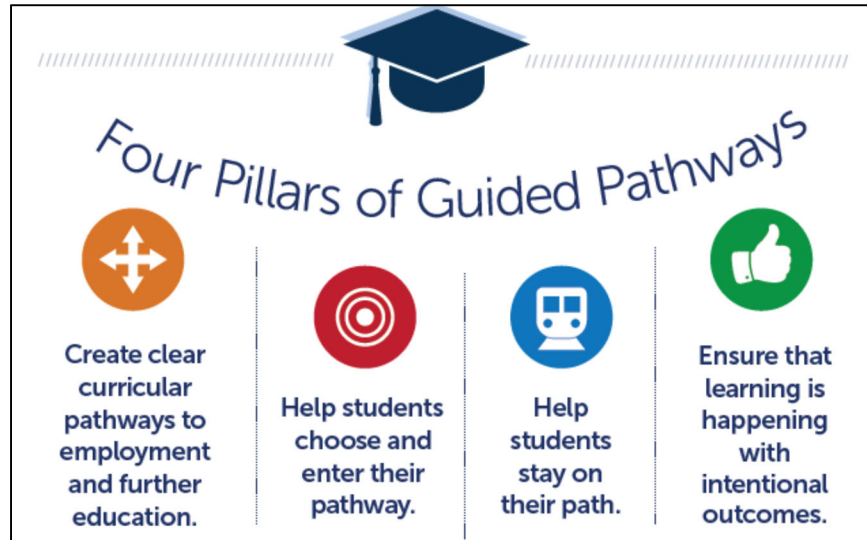 Four Pillars of Guided Pathways
Create clear
curricular
pathways to
employment
and further
education.
Help students
choose and
enter their
pathway.
Help
students
stay on
their path.
Ensure that
learning is
happening
with
intentional
outcomes.